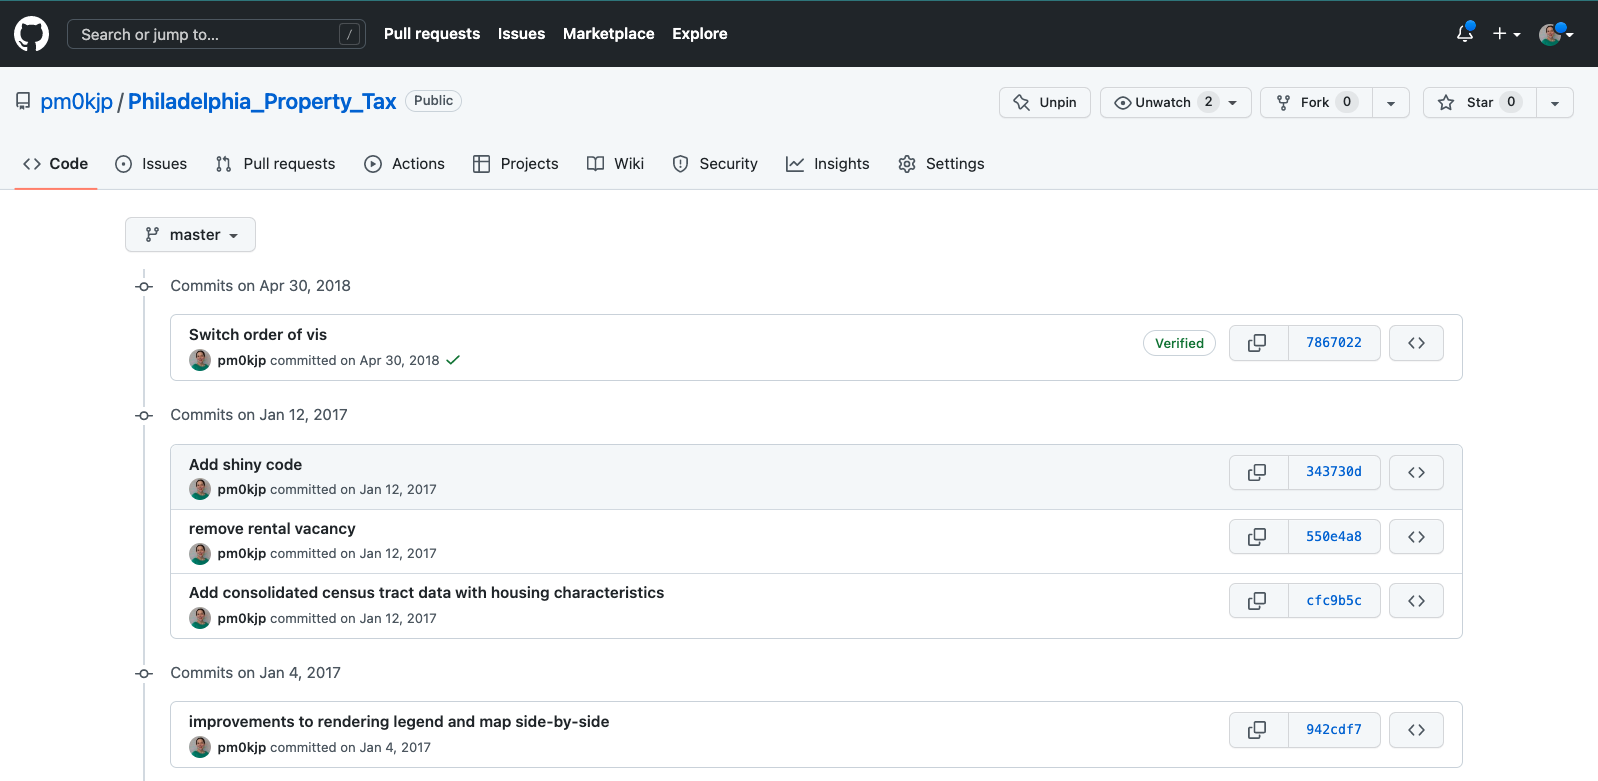 Search or jump to... /
Pull requests Issues Marketplace Explore
pm0kjp / Philadelphia_Property_Tax Public
Unpin Unwatch 2 Fork 0 Star 0
Code Issues Pull requests Actions Projects Wiki Security Insights Settings
master
Commits on Apr 30, 2018
Switch order of vis
pm0kjp committed on Apr 30, 2018
Verified 7867022
Commits on Jan 12, 2017
Add shiny code
pm0kjp committed on Jan 12, 2017
343730d
remove rental vacancy
pm0kjp committed on Jan 12, 2017
550e4a8
Add consolidated census tract data with housing characteristics
pm0kjp committed on Jan 12, 2017
cfc9b5c
Commits on Jan 4, 2017
improvements to rendering legend and map side-by-side
pm0kjp committed on Jan 4, 2017
942cdf7